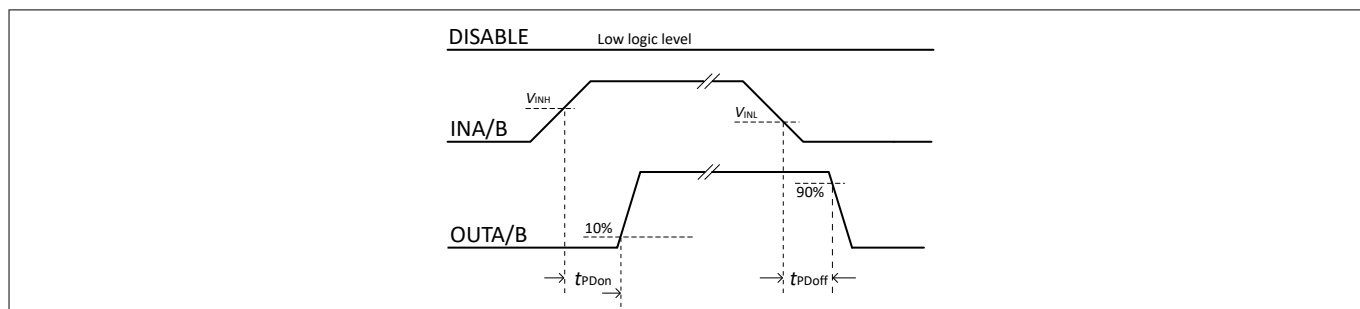 DISABLE Low logic level
VINH
VINL
INA/B
90%
10%
OUTA/B
tPDon tPDoff